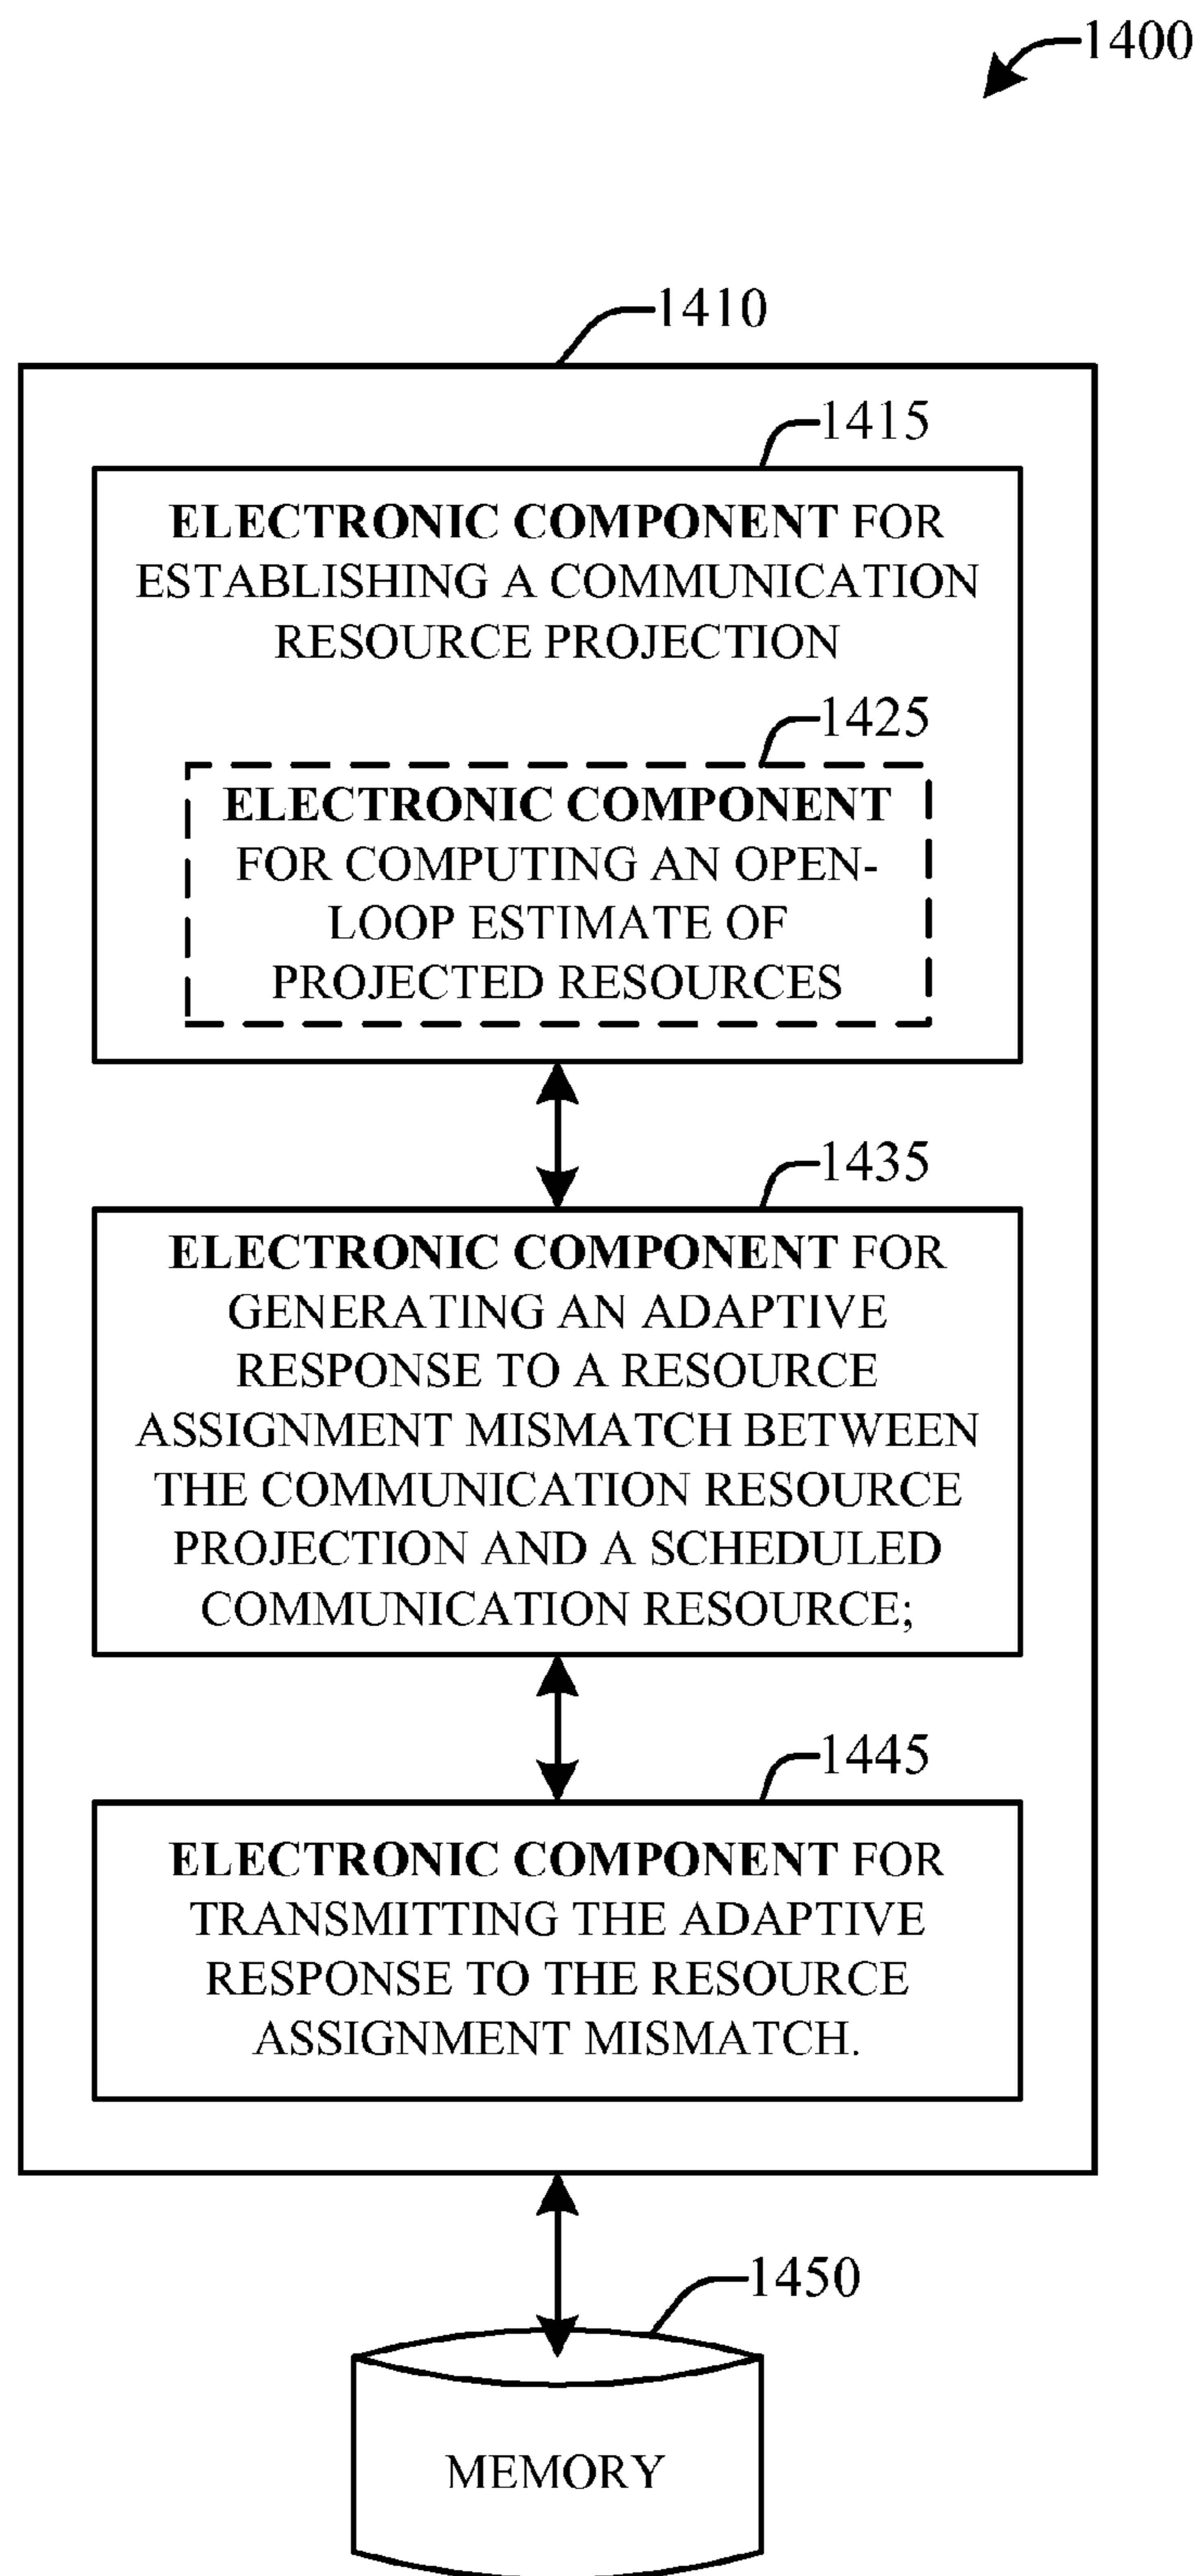 1400
1410
1415
ELECTRONIC COMPONENT FOR
ESTABLISHING A COMMUNICATION
RESOURCE PROJECTION
1425
ELECTRONIC COMPONENT
FOR COMPUTING AN OPEN-
LOOP ESTIMATE OF
PROJECTED RESOURCES
1435
ELECTRONIC COMPONENT FOR
GENERATING AN ADAPTIVE
RESPONSE TO A RESOURCE
ASSIGNMENT MISMATCH BETWEEN
THE COMMUNICATION RESOURCE
PROJECTION AND A SCHEDULED
COMMUNICATION RESOURCE;
1445
ELECTRONIC COMPONENT FOR
TRANSMITTING THE ADAPTIVE
RESPONSE TO THE RESOURCE
ASSIGNMENT MISMATCH.
1450
MEMORY